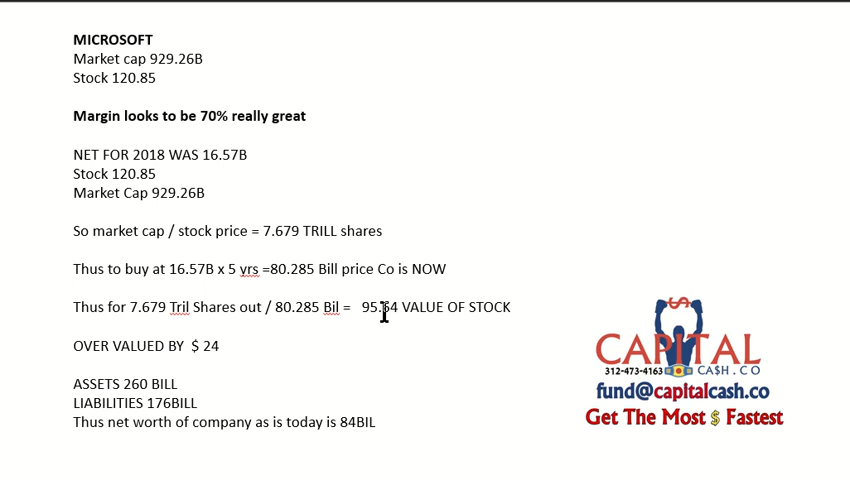 MICROSOFT
Market cap 929.26B
Stock 120.85
Margin looks to be 70% really great
NET FOR 2018 WAS 16.57B
Stock 120.85
Market Cap 929.26B
So market cap / stock price = 7.679 TRILL shares
Thus to buy at 16.57B x 5 yrs =80.285 Bill price Co is NOW
Thus for 7.679 Tril Shares out / 80.285 Bil = 95.64 VALUE OF STOCK
OVER VALUED BY $ 24
ASSETS 260 BILL
LIABILITIES 176BILL
Thus net worth of company as is today is 84BIL
CAPITAL
312-473-4163 CA$H.CO
fund@capitalcash.co
Get The Most $ Fastest